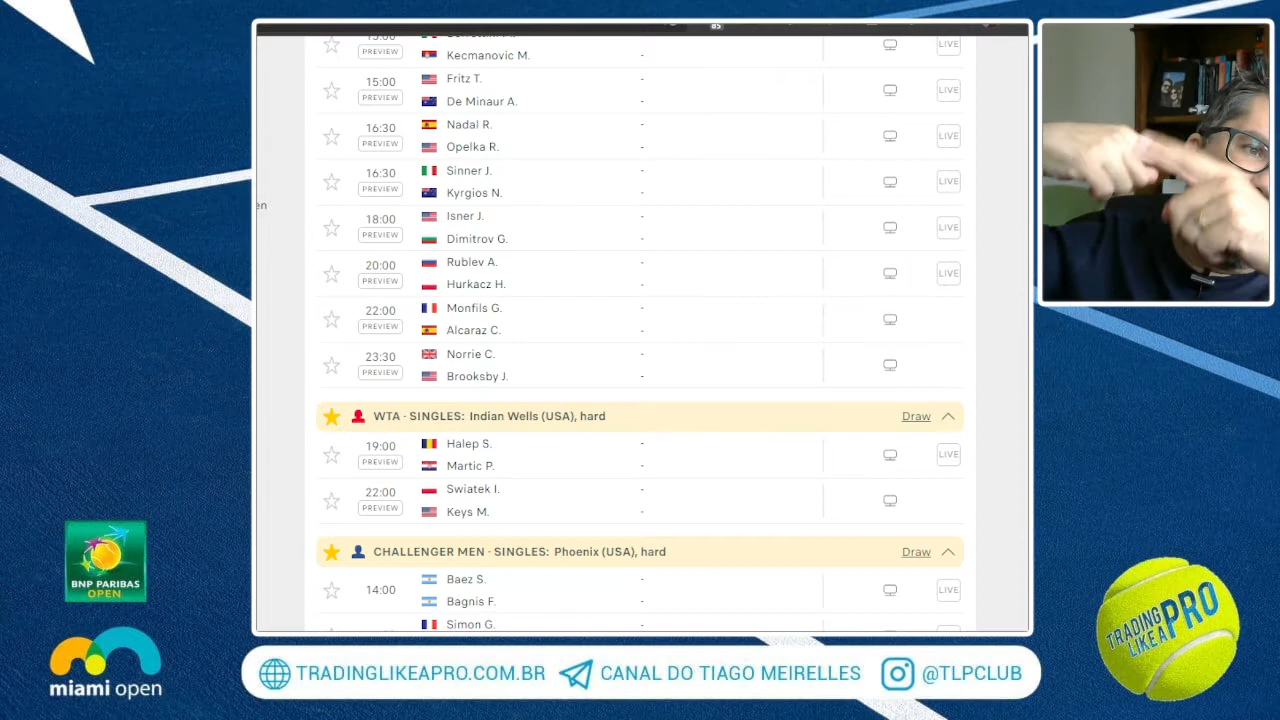 PREVIEW
Kecmanovic M. -
15:00 Fritz T. - LIVE
PREVIEW De Minaur A. -
16:30 Nadal R. - LIVE
PREVIEW Opelka R. -
16:30 Sinner J. - LIVE
PREVIEW Kyrgios N. -
18:00 Isner J. - LIVE
PREVIEW Dimitrov G. -
20:00 Rublev A. - LIVE
PREVIEW Hurkacz H. -
22:00 Monfils G. -
PREVIEW Alcaraz C. -
23:30 Norrie C. -
PREVIEW Brooksby J. -
WTA - SINGLES: Indian Wells (USA), hard Draw
19:00 Halep S. - LIVE
PREVIEW Martic P. -
22:00 Swiatek I. -
PREVIEW Keys M. -
CHALLENGER MEN - SINGLES: Phoenix (USA), hard Draw
14:00 Baez S. - LIVE
Bagnis F. -
Simon G. -
LIVE
en
BNP PARIBAS
OPEN
miami open
TRADING
LIKE A
PRO
TRADINGLIKEAPRO.COM.BR CANAL DO TIAGO MEIRELLES @TLPCLUB